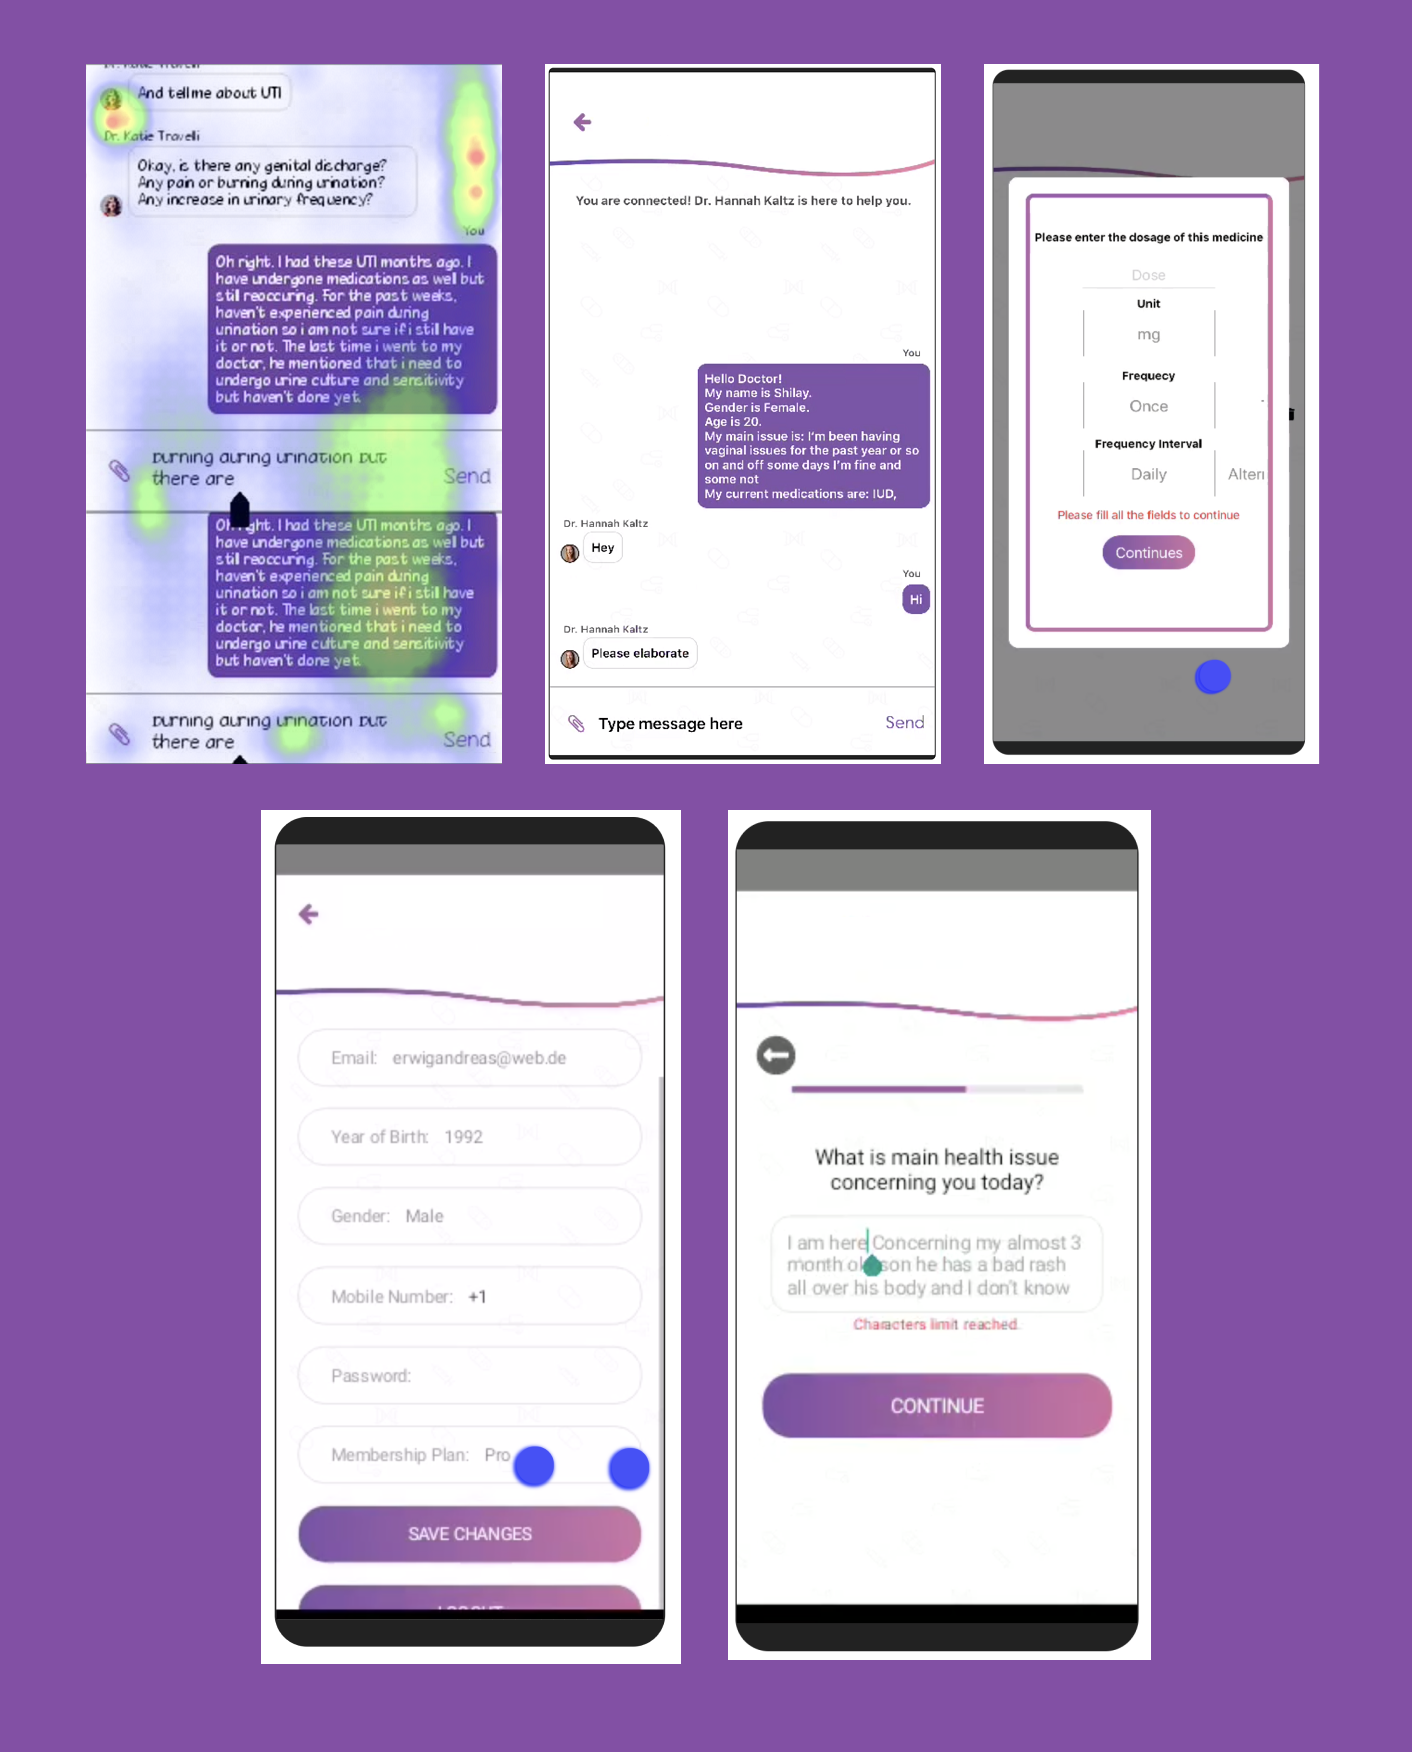 Dr. Katie Travelli
And tell me about UTI
Dr. Katie Travelli
Okay, is there any genital discharge?
Any pain or burning during urination?
Any increase in urinary frequency?
You
Oh right. I had these UTI months ago. I
have undergone medications as well but
still reoccuring. For the past weeks,
haven't experienced pain during
urination so i am not sure if i still have
it or not. The last time i went to my
doctor, he mentioned that i need to
undergo urine culture and sensitivity
but haven't done yet.
burning during urination but
there are
Send
Oh right. I had these UTI months ago. I
have undergone medications as well but
still reoccuring. For the past weeks,
haven't experienced pain during
urination so i am not sure if i still have
it or not. The last time i went to my
doctor, he mentioned that i need to
undergo urine culture and sensitivity
but haven't done yet.
burning during urination but
there are
Send
You are connected! Dr. Hannah Kaltz is here to help you.
You
Hello Doctor!
My name is Shilay.
Gender is Female.
Age is 20.
My main issue is: I'm been having
vaginal issues for the past year or so
on and off some days I'm fine and
some not
My current medications are: IUD,
Dr. Hannah Kaltz
Hey
You
Hi
Dr. Hannah Kaltz
Please elaborate
Type message here
Send
Please enter the dosage of this medicine
Dose
Unit
mg
Frequecy
Once
Frequency Interval
Daily
Altern
Please fill all the fields to continue
Continues
Email: erwigandreas@web.de
Year of Birth: 1992
Gender: Male
Mobile Number: +1
Password:
Membership Plan: Pro
SAVE CHANGES
LOGOUT
What is main health issue
concerning you today?
I am here Concerning my almost 3
month old son he has a bad rash
all over his body and I don't know
Characters limit reached.
CONTINUE